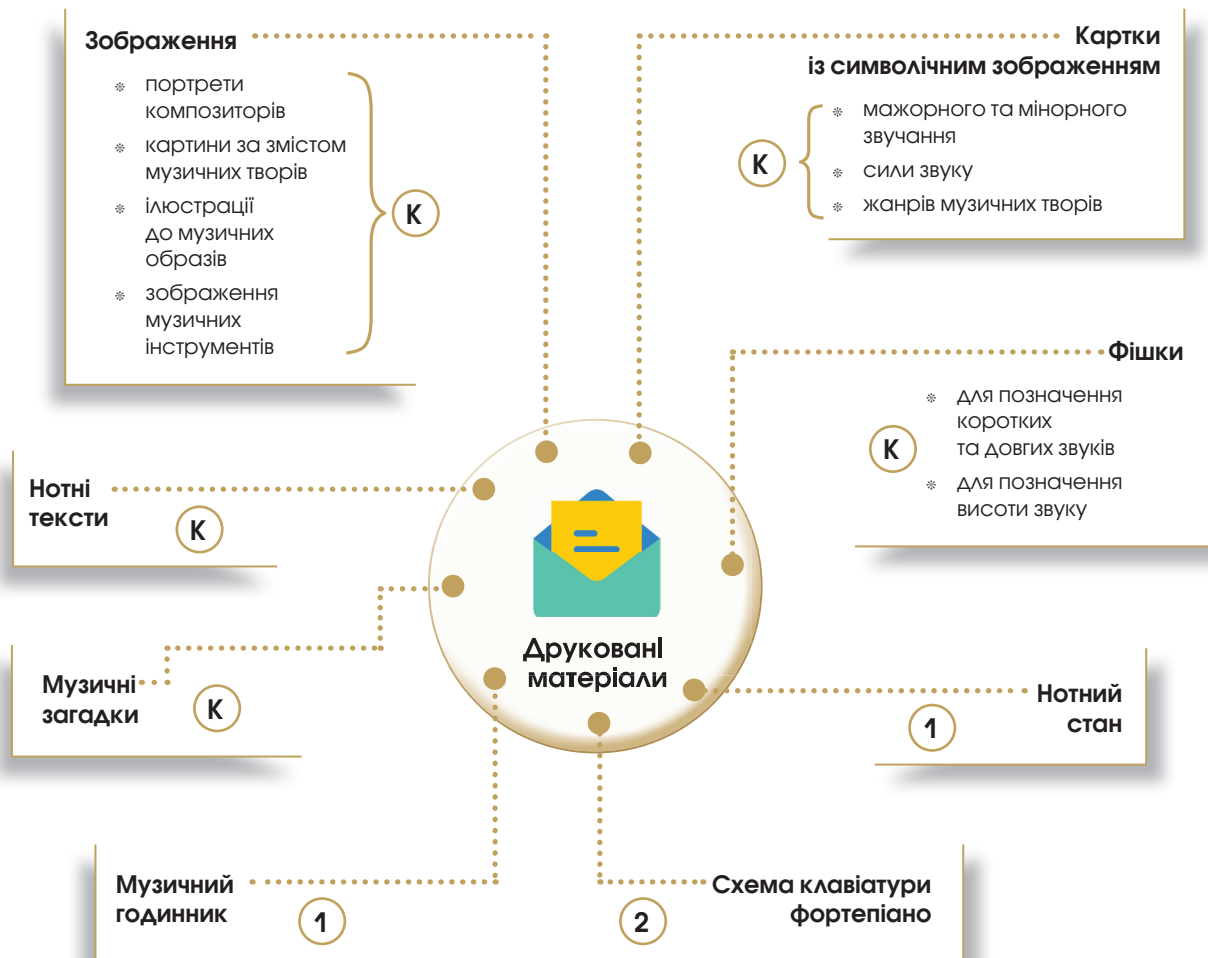 Зображення
портрети
композиторів
картини за змістом
музичних творів
ілюстрації
до музичних
образів
зображення
музичних
інструментів
К
Картки
із символічним зображенням
мажорного та мінорного
звучання
сили звуку
жанрів музичних творів
К
Фішки
для позначення
коротких
та довгих звуків
для позначення
висоти звуку
К
Нотні
тексти
К
Друковані
матеріали
Музичні
загадки
К
Нотний
стан
1
Музичний
годинник
1
Схема клавіатури
фортепіано
2